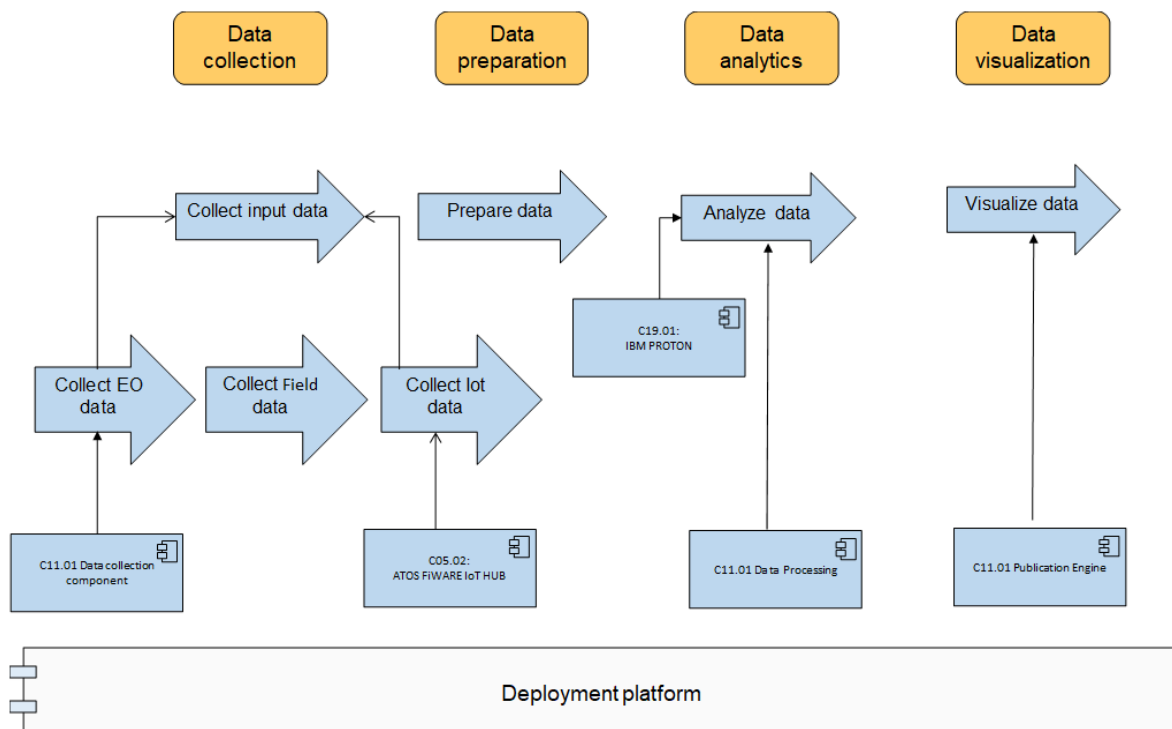 Data
collection
Data
preparation
Data
analytics
Data
visualization
Collect input data
Prepare data
Analyze data
Visualize data
C19.01:
IBM PROTON
Collect EO
data
Collect Field
data
Collect Iot
data
C11.01 Data collection
component
C05.02:
ATOS FiWARE IoT HUB
C11.01 Data Processing
C11.01 Publication Engine
Deployment platform